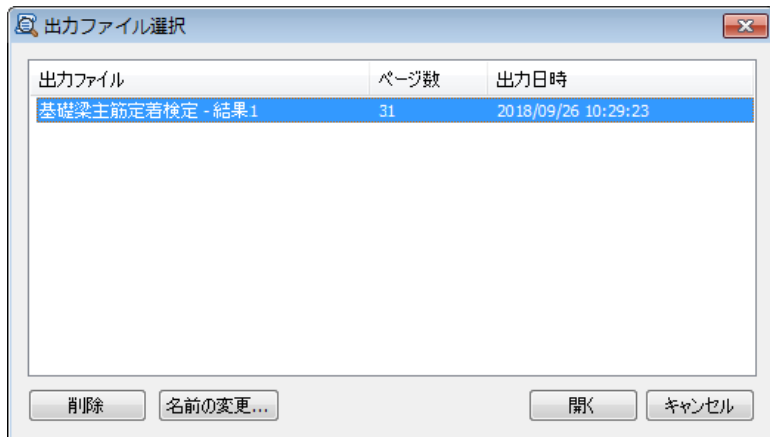 出力ファイル選択
出力ファイル ページ数 出力日時
基礎梁主筋定着検定 - 結果1 31 2018/09/26 10:29:23
削除 名前の変更... 開く キャンセル